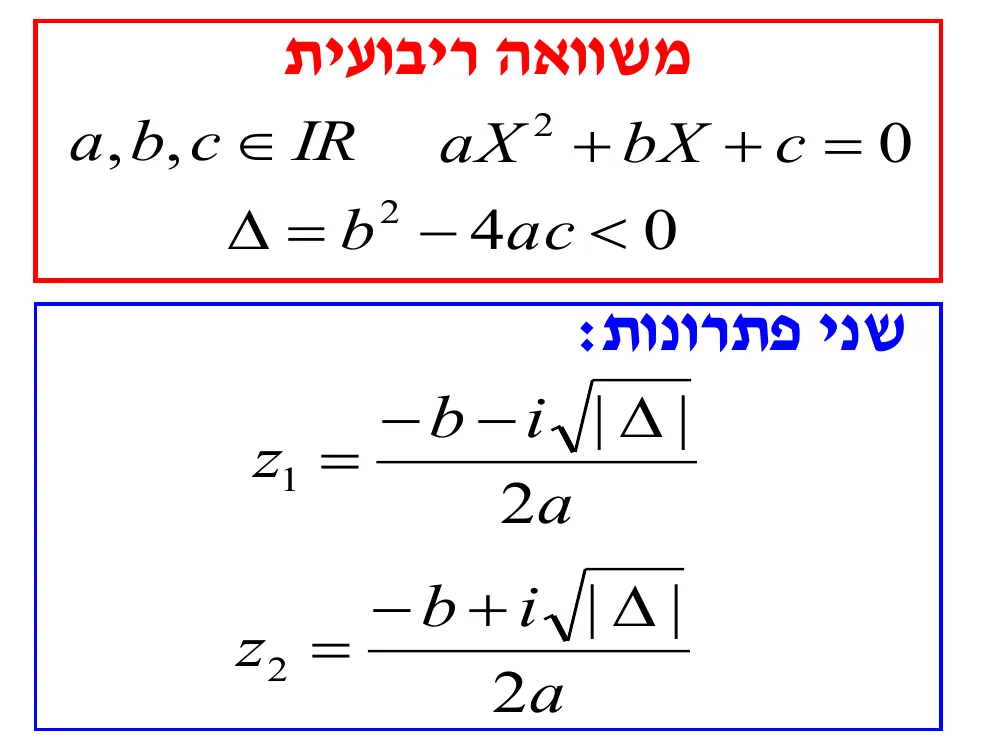 משוואה ריבועית
a,b,c ∈ IR   aX² + bX + c = 0
Δ = b² − 4ac < 0
שני פתרונות:
z₁ = (−b − i√|Δ|) / 2a
z₂ = (−b + i√|Δ|) / 2a